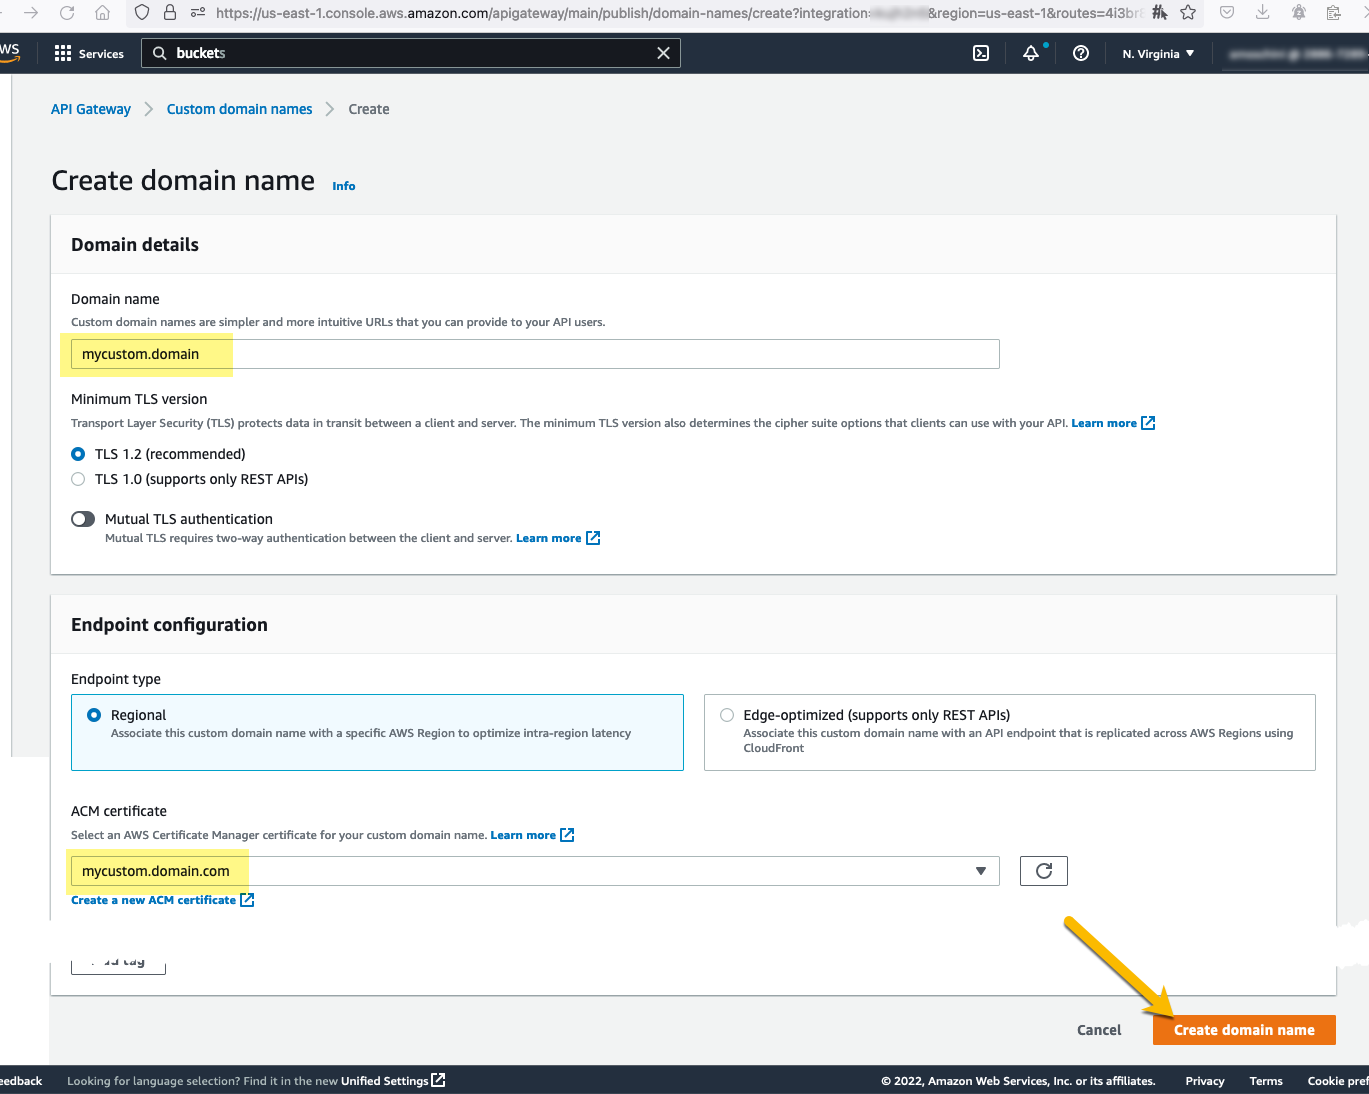 https://us-east-1.console.aws.amazon.com/apigateway/main/publish/domain-names/create?integration: &region=us-east-1&routes=4i3br
Services
buckets
N. Virginia
API Gateway
Custom domain names
Create
Create domain name
Info
Domain details
Domain name
Custom domain names are simpler and more intuitive URLs that you can provide to your API users.
mycustom.domain
Minimum TLS version
Transport Layer Security (TLS) protects data in transit between a client and server. The minimum TLS version also determines the cipher suite options that clients can use with your API. Learn more
TLS 1.2 (recommended)
TLS 1.0 (supports only REST APIs)
Mutual TLS authentication
Mutual TLS requires two-way authentication between the client and server. Learn more
Endpoint configuration
Endpoint type
Regional
Associate this custom domain name with a specific AWS Region to optimize intra-region latency
Edge-optimized (supports only REST APIs)
Associate this custom domain name with an API endpoint that is replicated across AWS Regions using
CloudFront
ACM certificate
Select an AWS Certificate Manager certificate for your custom domain name. Learn more
mycustom.domain.com
Create a new ACM certificate
tag
Cancel
Create domain name
eedback
Looking for language selection? Find it in the new Unified Settings
© 2022, Amazon Web Services, Inc. or its affiliates.
Privacy
Terms
Cookie pref